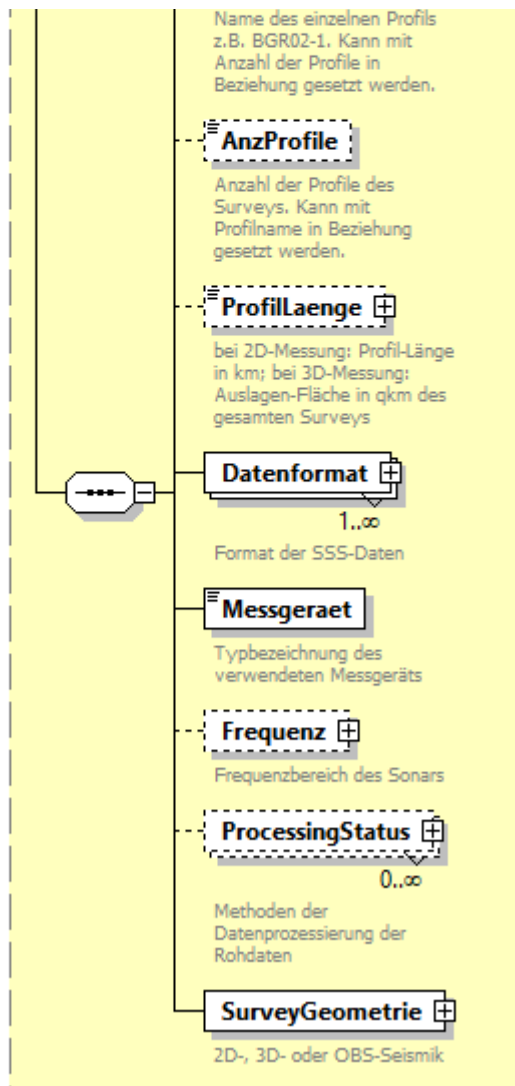 Name des einzelnen Profils
z.B. BGR02-1. Kann mit
Anzahl der Profile in
Beziehung gesetzt werden.
AnzProfile
Anzahl der Profile des
Surveys. Kann mit
Profilname in Beziehung
gesetzt werden.
ProfilLaenge
bei 2D-Messung: Profil-Länge
in km; bei 3D-Messung:
Auslagen-Fläche in qkm des
gesamten Surveys
Datenformat
1..∞
Format der SSS-Daten
Messgeraet
Typbezeichnung des
verwendeten Messgeräts
Frequenz
Frequenzbereich des Sonars
ProcessingStatus
0..∞
Methoden der
Datenprozessierung der
Rohdaten
SurveyGeometrie
2D-, 3D- oder OBS-Seismik